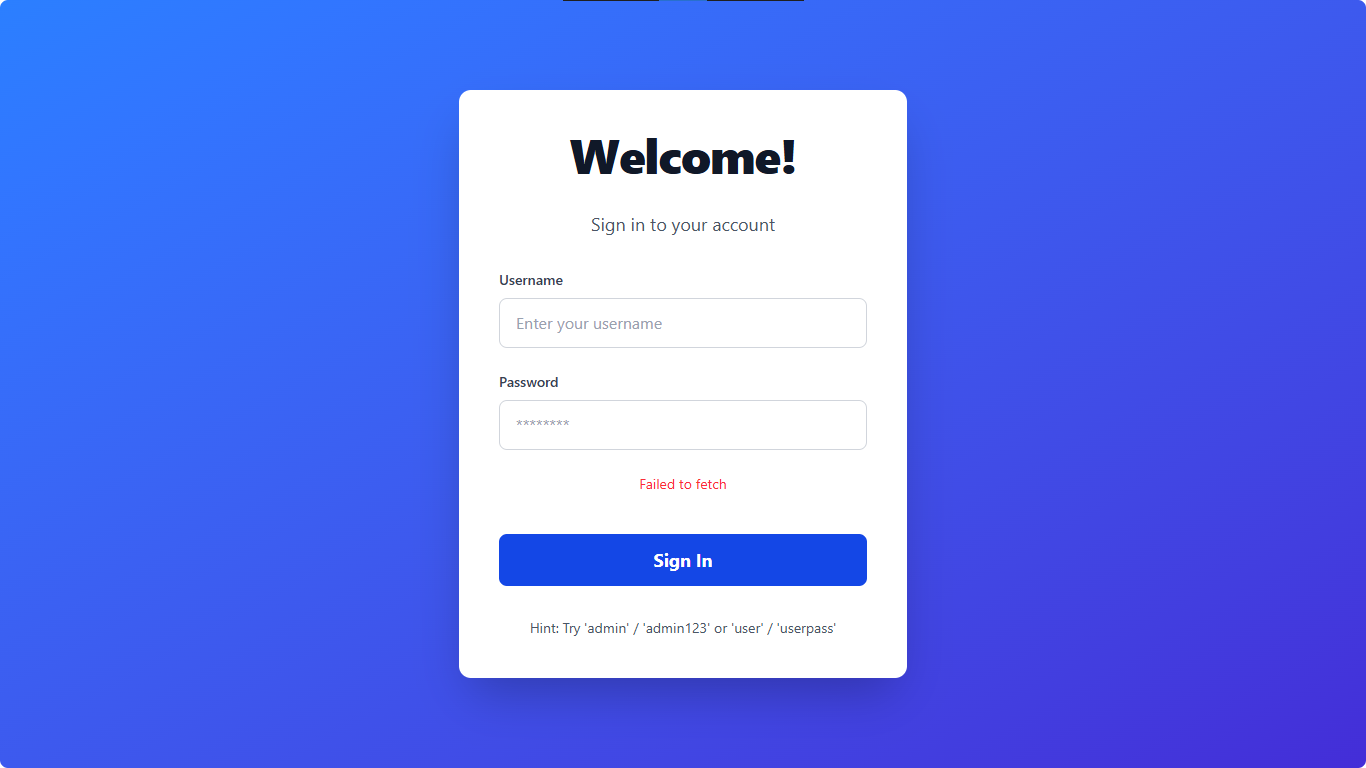 Welcome!
Sign in to your account
Username
Enter your username
Password
********
Failed to fetch
Sign In
Hint: Try 'admin' / 'admin123' or 'user' / 'userpass'